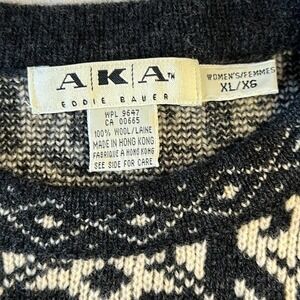 A|K|A™
EDDIE BAUER
WOMEN'S/FEMMES
XL/XG
WPL 9647
CA 00665
100% WOOL/LAINE
MADE IN HONG KONG
FABRIQUE A HONG KONG
SEE SIDE FOR CARE